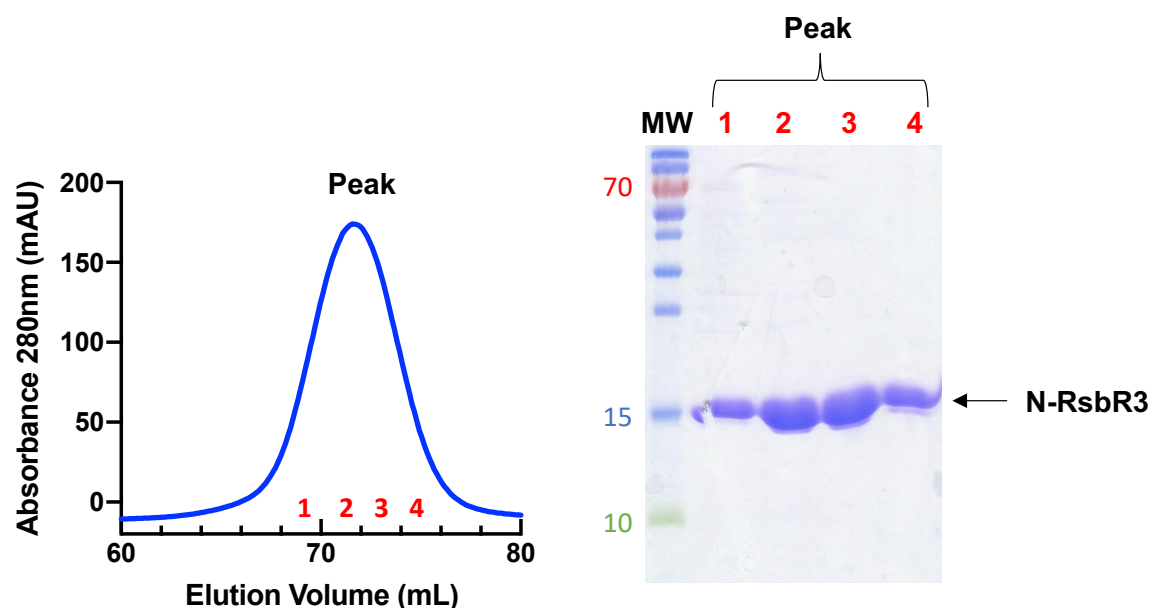 Peak
MW 1 2 3 4
70
15
10
N-RsbR3
Peak
Absorbance 280nm (mAU)
200
150
100
50
0
1 2 3 4
60 70 80
Elution Volume (mL)